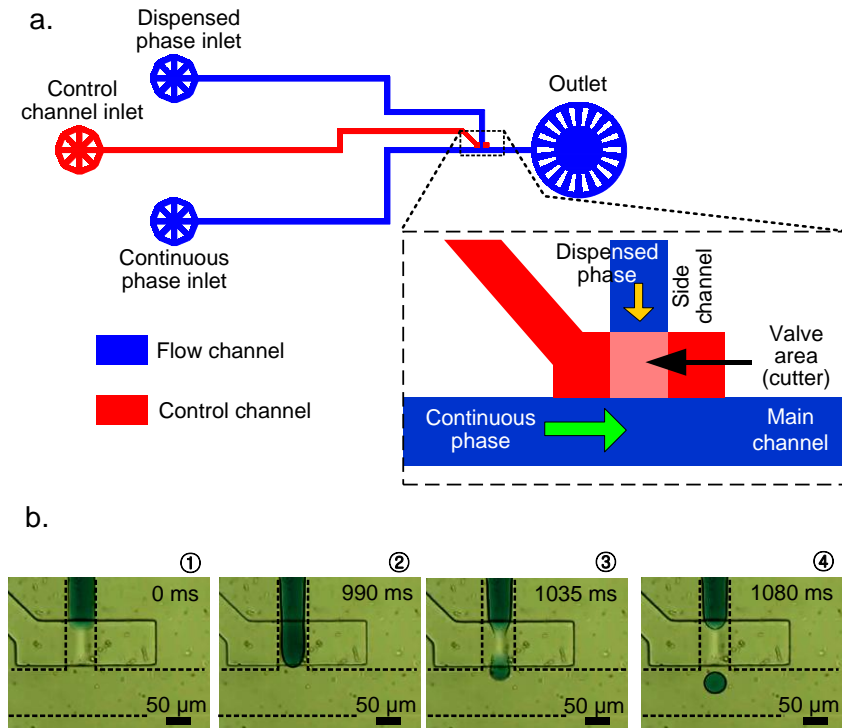 a.
Dispensed
phase inlet
Control
channel inlet
Outlet
Continuous
phase inlet
Flow channel
Control channel
Dispensed
phase
Side
channel
Valve
area
(cutter)
Continuous
phase
Main
channel
b.
①
0 ms
50 µm
②
990 ms
50 µm
③
1035 ms
50 µm
④
1080 ms
50 µm